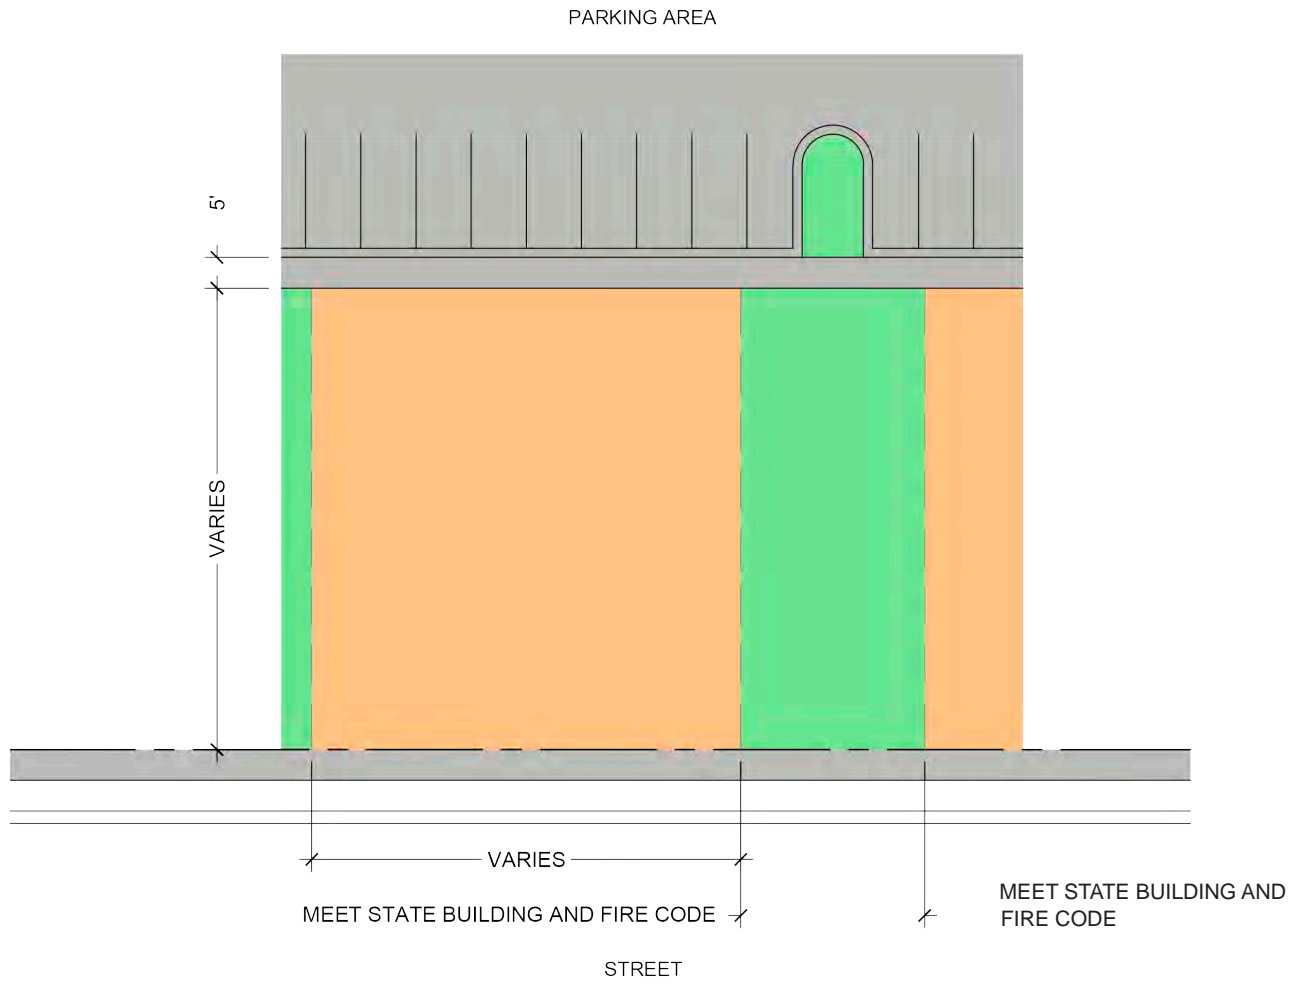 PARKING AREA
5'
VARIES
VARIES
MEET STATE BUILDING AND FIRE CODE
MEET STATE BUILDING AND
FIRE CODE
STREET